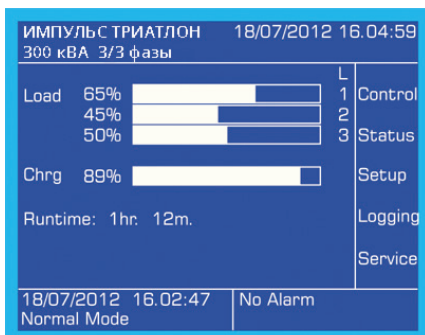 ИМПУЛЬС ТРИАТЛОН 18/07/2012 16.04:59
300 кВА 3/3 фазы
L
Load 65% 1 Control
45% 2
50% 3 Status
Chrg 89% Setup
Runtime: 1hr. 12m. Logging
Service
18/07/2012 16.02:47 No Alarm
Normal Mode